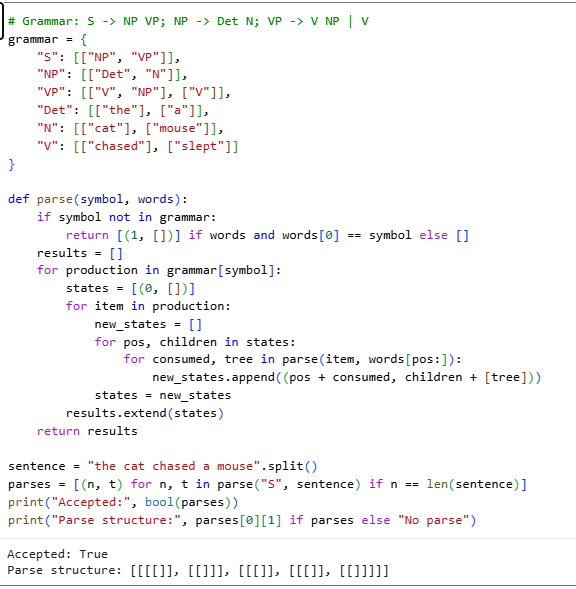 # Grammar: S -> NP VP; NP -> Det N; VP -> V NP | V
grammar = {
    "S": [["NP", "VP"]],
    "NP": [["Det", "N"]],
    "VP": [["V", "NP"], ["V"]],
    "Det": [["the"], ["a"]],
    "N": [["cat"], ["mouse"]],
    "V": [["chased"], ["slept"]]
}

def parse(symbol, words):
    if symbol not in grammar:
        return [(1, [])] if words and words[0] == symbol else []
    results = []
    for production in grammar[symbol]:
        states = [(0, [])]
        for item in production:
            new_states = []
            for pos, children in states:
                for consumed, tree in parse(item, words[pos:]):
                    new_states.append((pos + consumed, children + [tree]))
            states = new_states
        results.extend(states)
    return results

sentence = "the cat chased a mouse".split()
parses = [(n, t) for n, t in parse("S", sentence) if n == len(sentence)]
print("Accepted:", bool(parses))
print("Parse structure:", parses[0][1] if parses else "No parse")

Accepted: True
Parse structure: [[[[]], [[]]], [[[]], [[[]], [[]]]]]